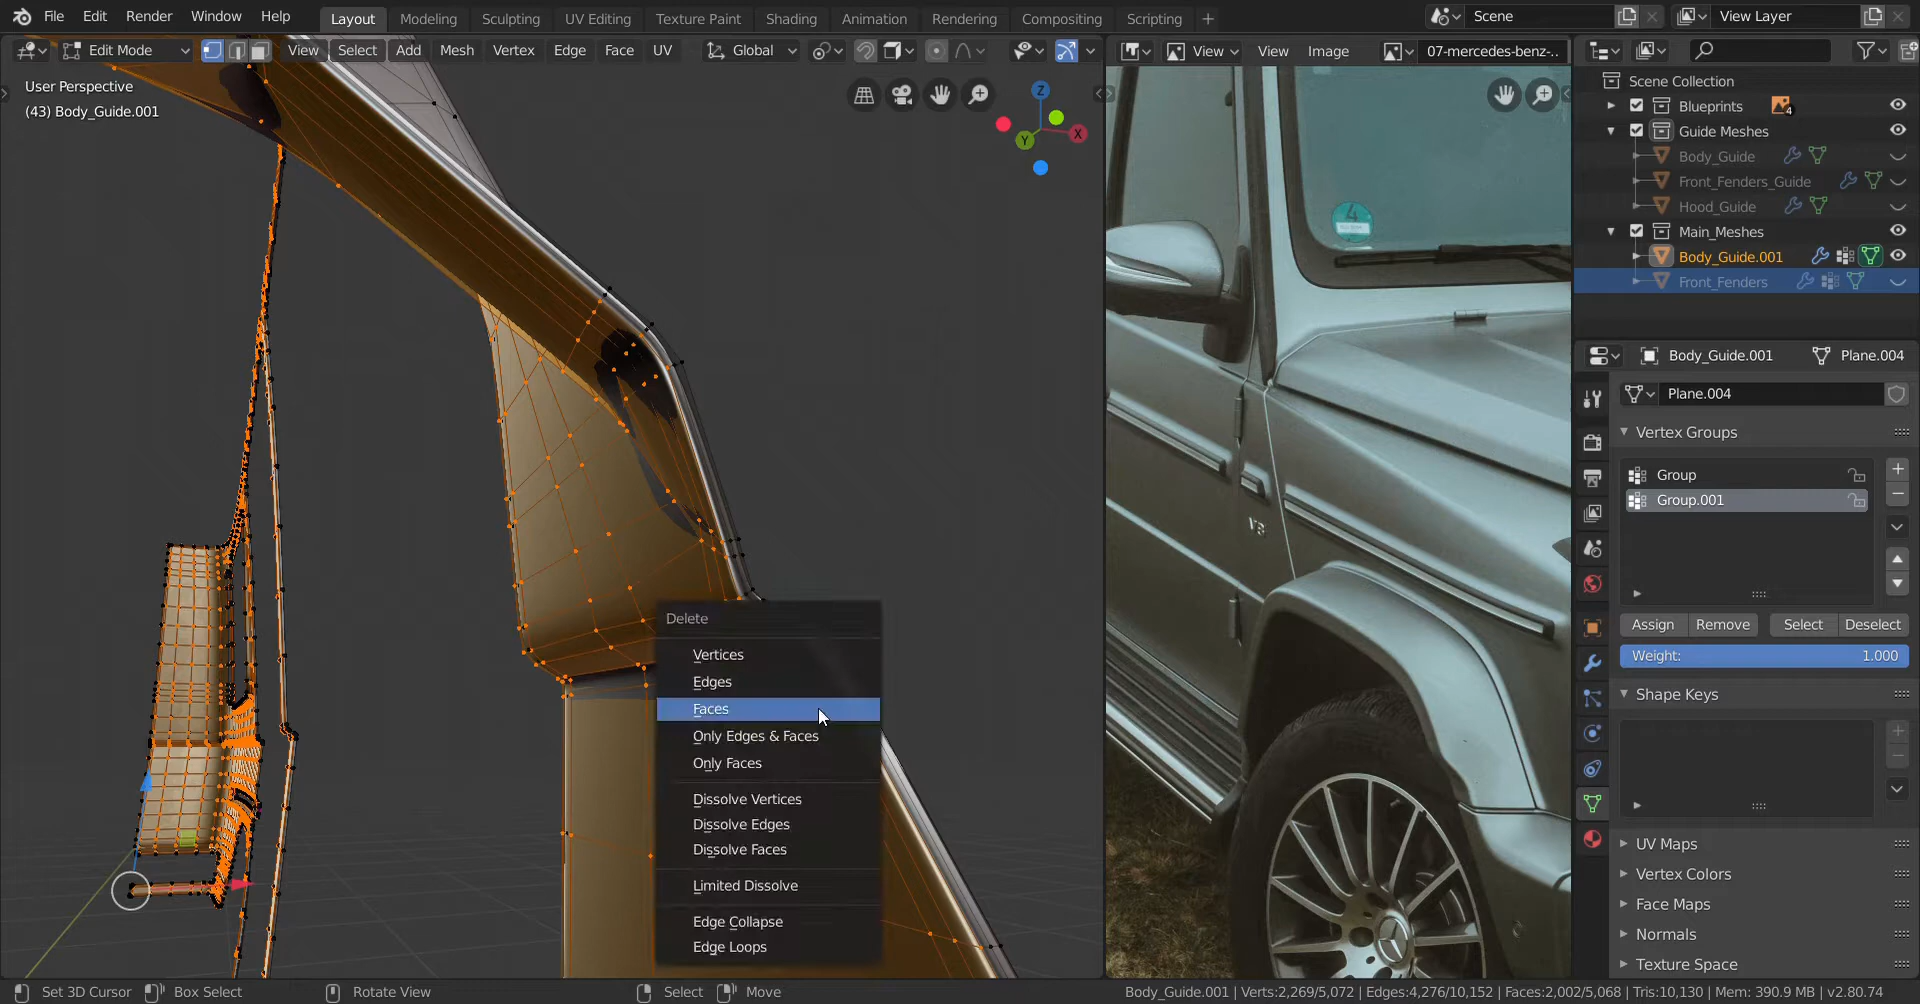 File Edit Render Window Help Layout Modeling Sculpting UV Editing Texture Paint Shading Animation Rendering Compositing Scripting + Scene View Layer
Edit Mode View Select Add Mesh Vertex Edge Face UV Global View View Image 07-mercedes-benz-..
User Perspective
(43) Body_Guide.001
Z
X
Y
4
V8
Scene Collection
Blueprints 4
Guide Meshes
Body_Guide
Front_Fenders_Guide
Hood_Guide
Main_Meshes
Body_Guide.001
Front_Fenders
Body_Guide.001 Plane.004
Plane.004
Vertex Groups
Group
Group.001
Assign Remove Select Deselect
Weight: 1.000
Shape Keys
UV Maps
Vertex Colors
Face Maps
Normals
Texture Space
Delete
Vertices
Edges
Faces
Only Edges & Faces
Only Faces
Dissolve Vertices
Dissolve Edges
Dissolve Faces
Limited Dissolve
Edge Collapse
Edge Loops
Set 3D Cursor Box Select Rotate View Select Move Body_Guide.001 | Verts:2,269/5,072 | Edges:4,276/10,152 | Faces:2,002/5,068 | Tris:10,130 | Mem: 390.9 MB | v2.80.74